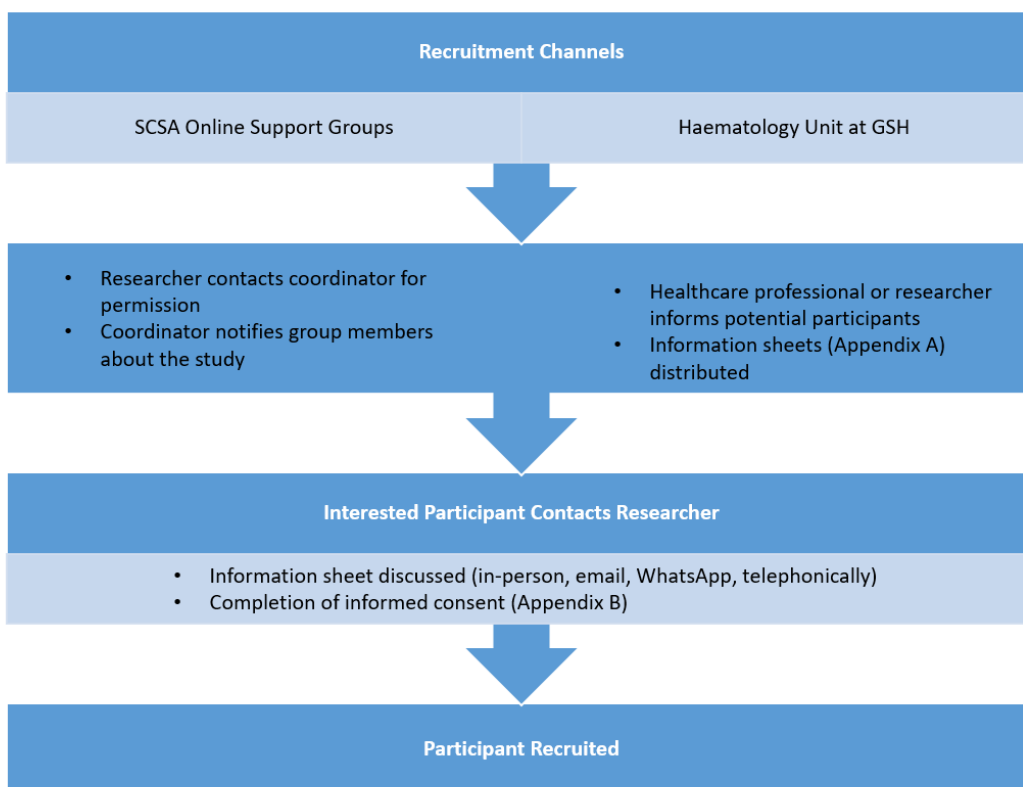 Recruitment Channels
SCSA Online Support Groups
Haematology Unit at GSH
• Researcher contacts coordinator for
permission
• Coordinator notifies group members
about the study
• Healthcare professional or researcher
informs potential participants
• Information sheets (Appendix A)
distributed
Interested Participant Contacts Researcher
• Information sheet discussed (in-person, email, WhatsApp, telephonically)
• Completion of informed consent (Appendix B)
Participant Recruited